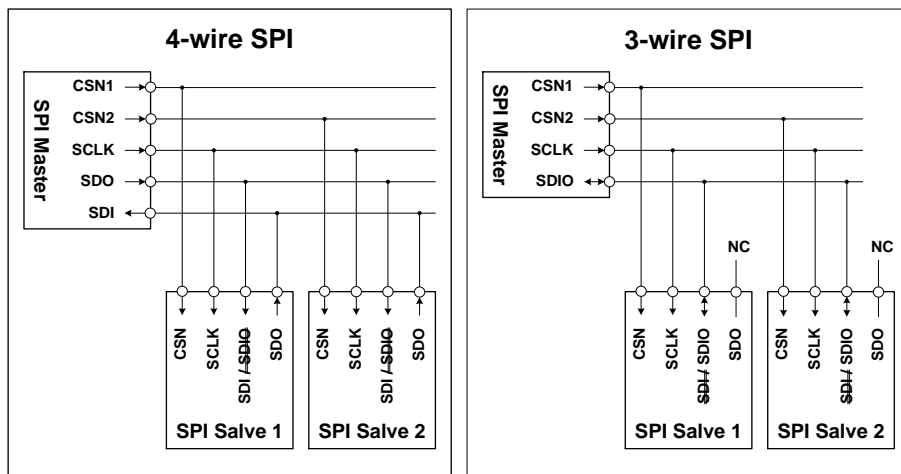 4-wire SPI
SPI Master
CSN1
CSN2
SCLK
SDO
SDI
CSN
SCLK
SDI / SDIO
SDO
SPI Salve 1
CSN
SCLK
SDI / SDIO
SDO
SPI Salve 2
3-wire SPI
SPI Master
CSN1
CSN2
SCLK
SDIO
NC
NC
CSN
SCLK
SDI / SDIO
SDO
SPI Salve 1
CSN
SCLK
SDI / SDIO
SDO
SPI Salve 2